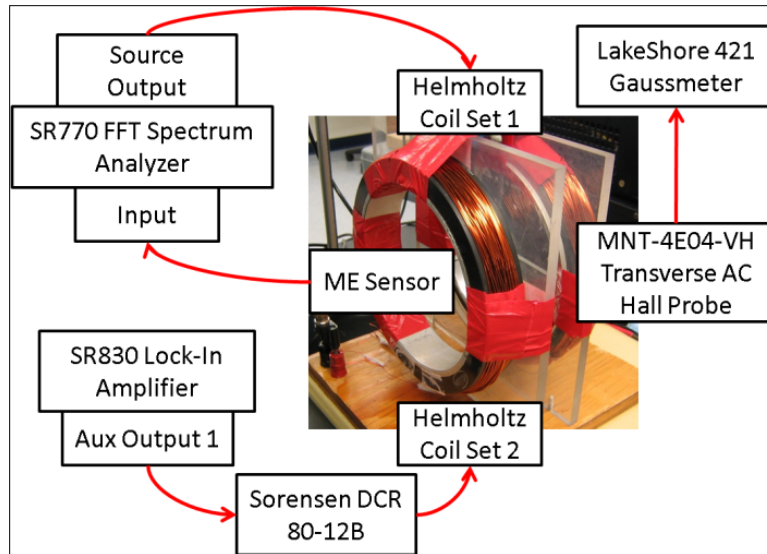 Source
Output
SR770 FFT Spectrum
Analyzer
Input
Helmholtz
Coil Set 1
LakeShore 421
Gaussmeter
ME Sensor
MNT-4E04-VH
Transverse AC
Hall Probe
SR830 Lock-In
Amplifier
Aux Output 1
Helmholtz
Coil Set 2
Sorensen DCR
80-12B